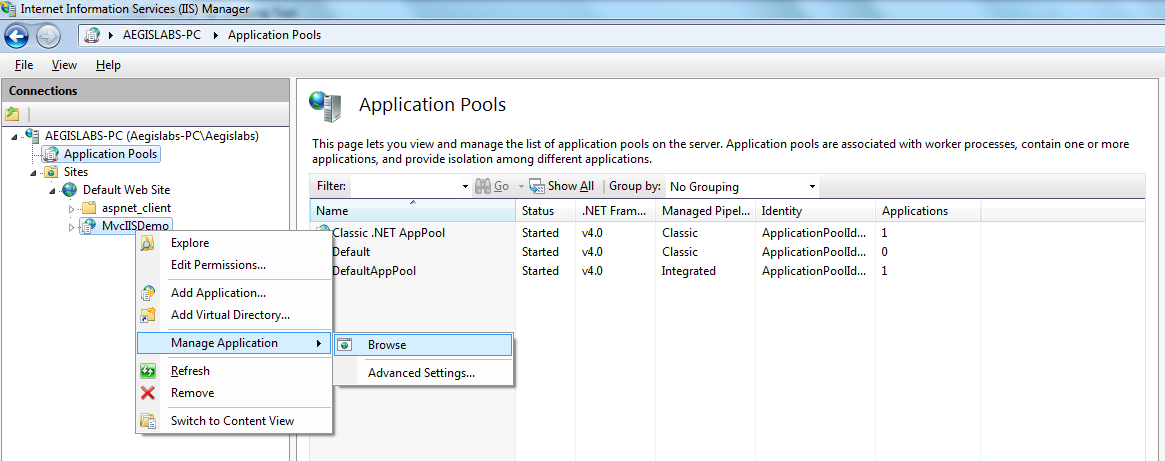 Internet Information Services (IIS) Manager
AEGISLABS-PC Application Pools
File View Help
Connections
AEGISLABS-PC (Aegislabs-PC\Aegislabs)
Application Pools
Sites
Default Web Site
aspnet_client
MvcIISDemo
Explore
Edit Permissions...
Add Application...
Add Virtual Directory...
Manage Application
Refresh
Remove
Switch to Content View
Browse
Advanced Settings...
Application Pools
This page lets you view and manage the list of application pools on the server. Application pools are associated with worker processes, contain one or more
applications, and provide isolation among different applications.
Filter: Go Show All Group by: No Grouping
Name Status .NET Fram... Managed Pipel... Identity Applications
Classic .NET AppPool Started v4.0 Classic ApplicationPoolId... 1
Default Started v4.0 Classic ApplicationPoolId... 0
DefaultAppPool Started v4.0 Integrated ApplicationPoolId... 1